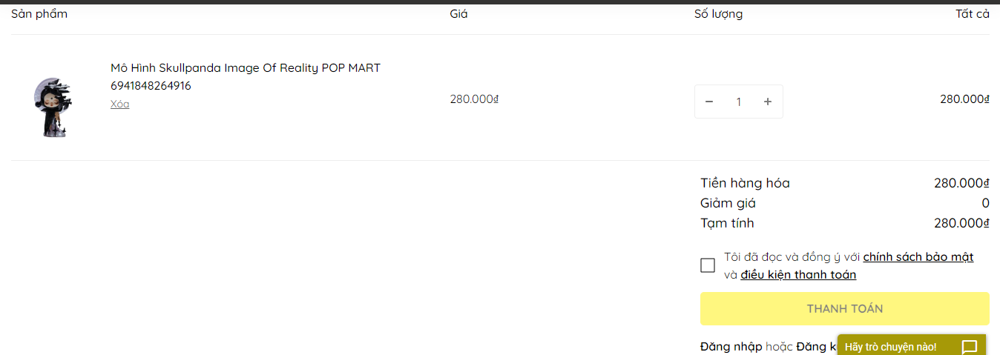 Sản phẩm Giá Số lượng Tất cả
Mô Hình Skullpanda Image Of Reality POP MART
6941848264916
Xóa
280.000₫ − 1 + 280.000₫
Tiền hàng hóa 280.000₫
Giảm giá 0
Tạm tính 280.000₫
Tôi đã đọc và đồng ý với chính sách bảo mật
và điều kiện thanh toán
THANH TOÁN
Đăng nhập hoặc Đăng
Hãy trò chuyện nào!